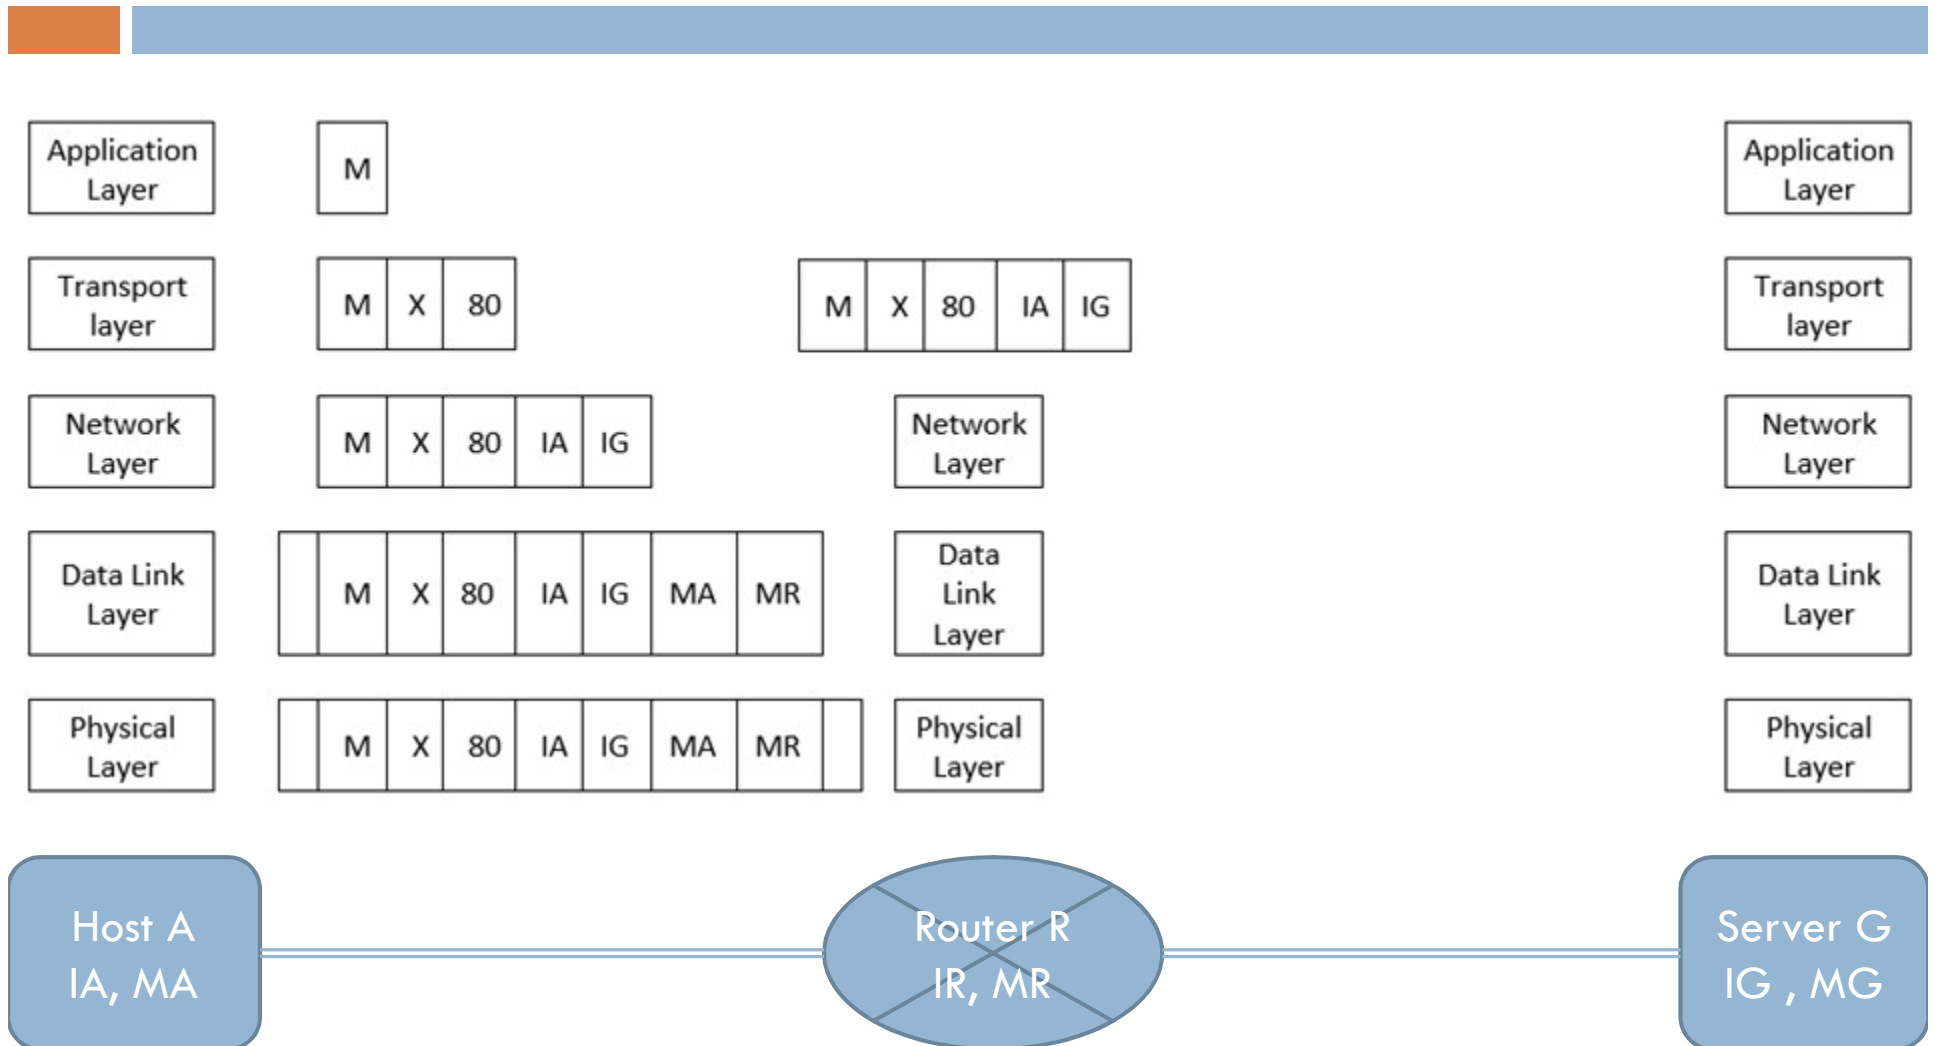 Application
Layer
M
Application
Layer
Transport
layer
M X 80
M X 80 IA IG
Transport
layer
Network
Layer
M X 80 IA IG
Network
Layer
Network
Layer
Data Link
Layer
M X 80 IA IG MA MR
Data
Link
Layer
Data Link
Layer
Physical
Layer
M X 80 IA IG MA MR
Physical
Layer
Physical
Layer
Host A
IA, MA
Router R
IR, MR
Server G
IG , MG